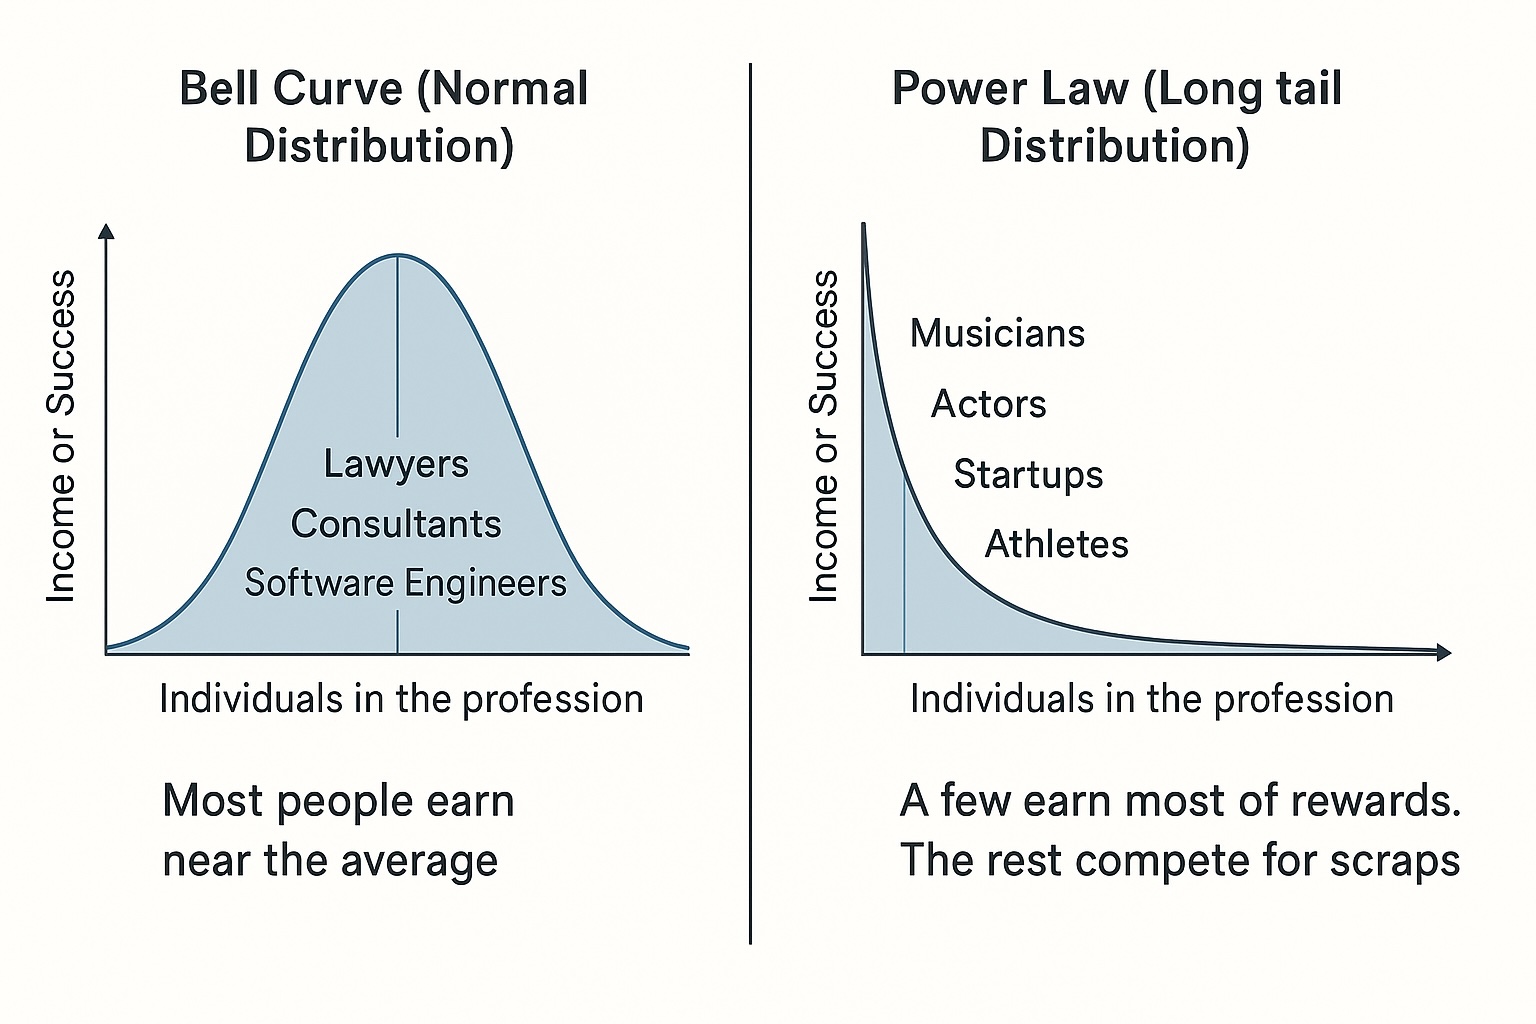 Bell Curve (Normal
Distribution)
Income or Success
Lawyers
Consultants
Software Engineers
Individuals in the profession
Most people earn
near the average
Power Law (Long tail
Distribution)
Income or Success
Musicians
Actors
Startups
Athletes
Individuals in the profession
A few earn most of rewards.
The rest compete for scraps